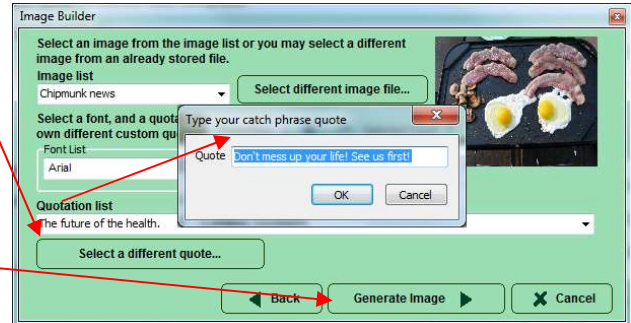 Image Builder
Select an image from the image list or you may select a different
image from an already stored file.
Image list
Chipmunk news
Select different image file...
Select a font, and a quota
own different custom qu
Font List
Arial
Type your catch phrase quote
Quote Don't mess up your life! See us first!
OK Cancel
Quotation list
The future of the health.
Select a different quote...
Back Generate Image Cancel